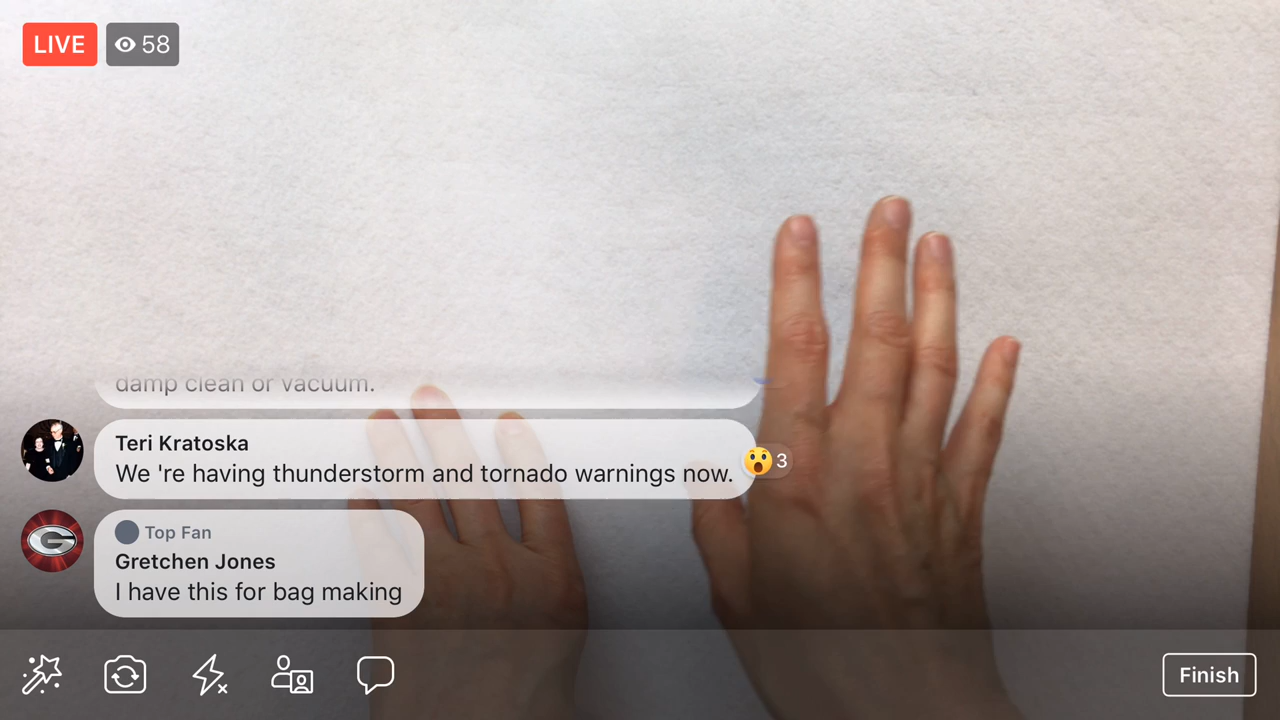 LIVE 58
damp clean or vacuum.
Teri Kratoska
We 're having thunderstorm and tornado warnings now.
3
Top Fan
Gretchen Jones
I have this for bag making
Finish